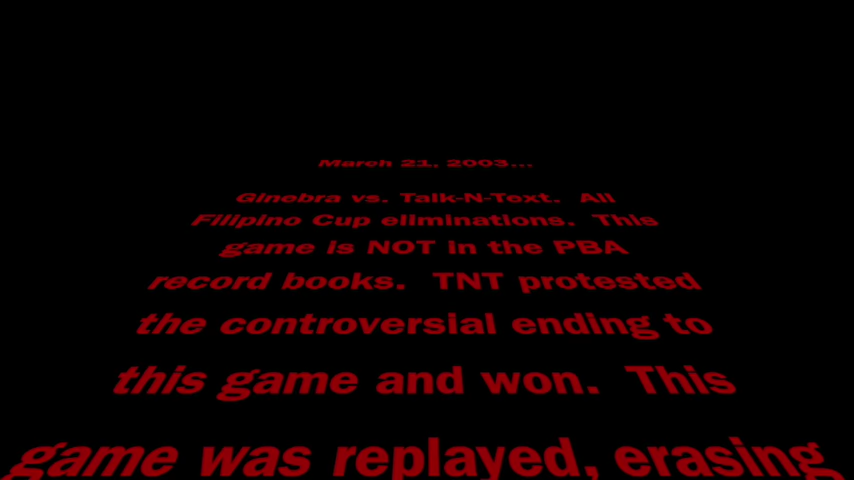 March 21, 2003...
Ginebra vs. Talk-N-Text. All
Filipino Cup eliminations. This
game is NOT in the PBA
record books. TNT protested
the controversial ending to
this game and won. This
game was replayed, erasing